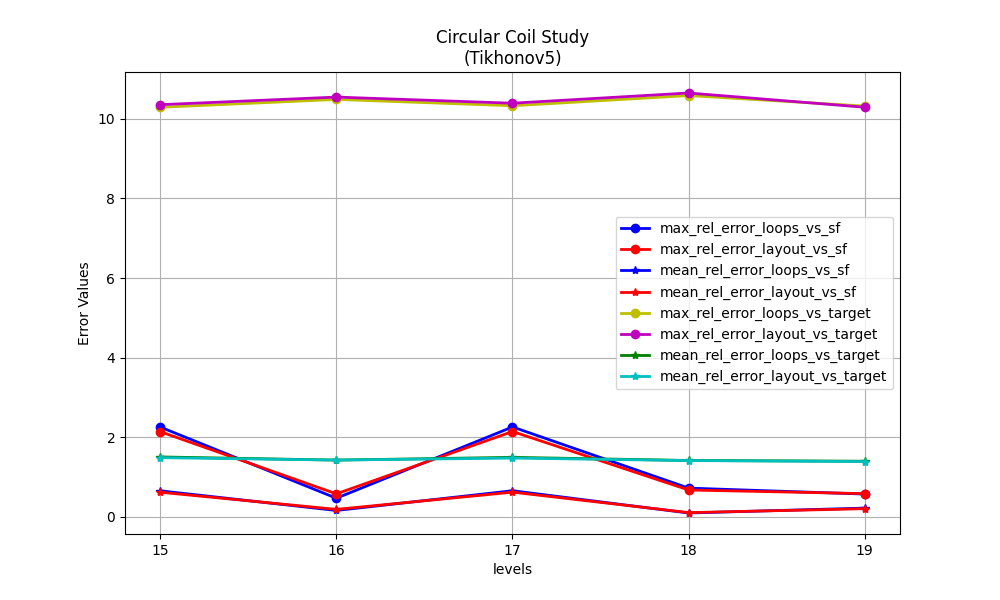 Circular Coil Study
(Tikhonov5)
Error Values
10
8
6
4
2
0
max_rel_error_loops_vs_sf
max_rel_error_layout_vs_sf
mean_rel_error_loops_vs_sf
mean_rel_error_layout_vs_sf
max_rel_error_loops_vs_target
max_rel_error_layout_vs_target
mean_rel_error_loops_vs_target
mean_rel_error_layout_vs_target
15 16 17 18 19
levels